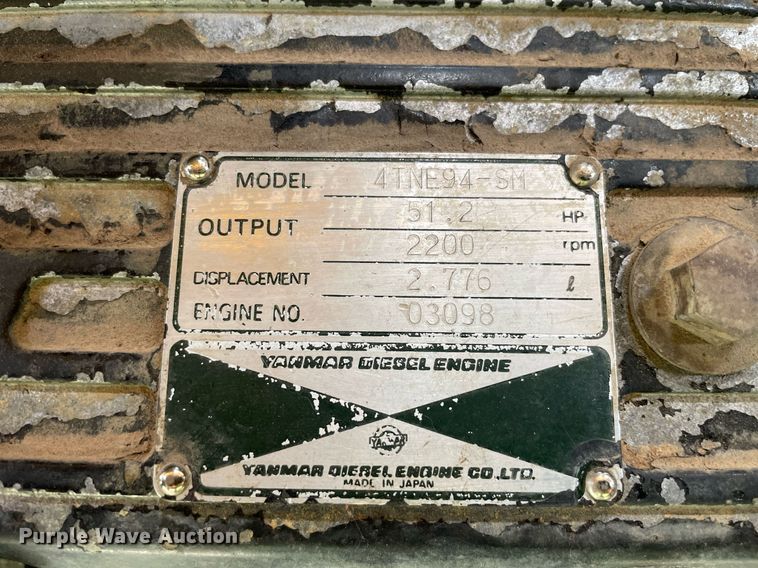 MODEL 4TNE94-SM
OUTPUT 51.2 HP
2200 rpm
DISPLACEMENT 2.776 ℓ
ENGINE NO. 03098
YANMAR DIESEL ENGINE
YANMAR
YANMAR DIESEL ENGINE CO.,LTD.
MADE IN JAPAN
Purple Wave Auction